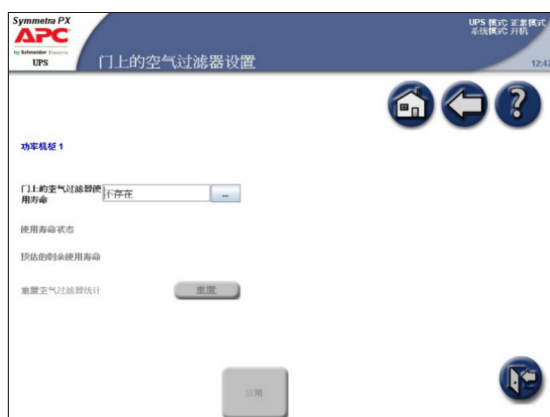 Symmetra PX
APC
by Schneider Electric
UPS
门上的空气过滤器设置
UPS 模式 正常模式
系统模式 开机
12:47
功率机柜 1
门上的空气过滤器使
用寿命
不存在
...
使用寿命状态
预估的剩余使用寿命
重置空气过滤器统计
重置
应用